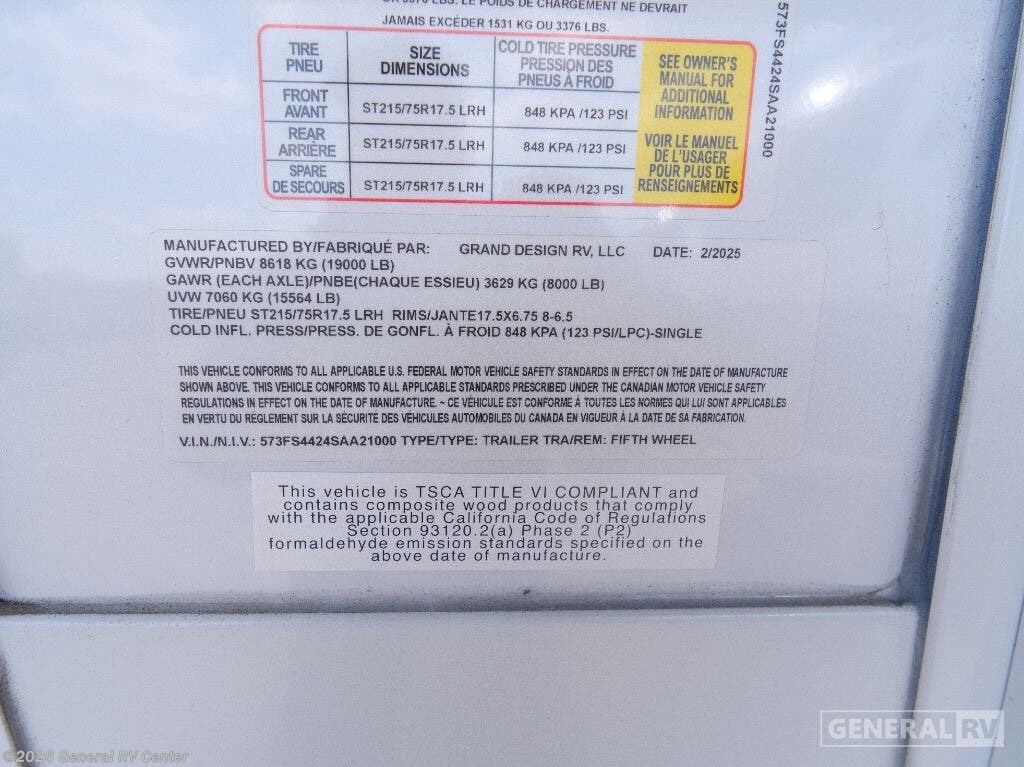 LE POIDS DE CHARGEMENT NE DEVRAIT
JAMAIS EXCÉDER 1531 KG OU 3376 LBS.
TIRE PNEU SIZE DIMENSIONS COLD TIRE PRESSURE PRESSION DES PNEUS À FROID SEE OWNER'S MANUAL FOR ADDITIONAL INFORMATION
FRONT AVANT ST215/75R17.5 LRH 848 KPA /123 PSI
REAR ARRIÈRE ST215/75R17.5 LRH 848 KPA /123 PSI VOIR LE MANUEL DE L'USAGER POUR PLUS DE RENSEIGNEMENTS
SPARE DE SECOURS ST215/75R17.5 LRH 848 KPA /123 PSI
573FS4424SAA21000
MANUFACTURED BY/FABRIQUÉ PAR: GRAND DESIGN RV, LLC DATE: 2/2025
GVWR/PNBV 8618 KG (19000 LB)
GAWR (EACH AXLE)/PNBE(CHAQUE ESSIEU) 3629 KG (8000 LB)
UVW 7060 KG (15564 LB)
TIRE/PNEU ST215/75R17.5 LRH RIMS/JANTE17.5X6.75 8-6.5
COLD INFL. PRESS/PRESS. DE GONFL. À FROID 848 KPA (123 PSI/LPC)-SINGLE
THIS VEHICLE CONFORMS TO ALL APPLICABLE U.S. FEDERAL MOTOR VEHICLE SAFETY STANDARDS IN EFFECT ON THE DATE OF MANUFACTURE
SHOWN ABOVE. THIS VEHICLE CONFORMS TO ALL APPLICABLE STANDARDS PRESCRIBED UNDER THE CANADIAN MOTOR VEHICLE SAFETY
REGULATIONS IN EFFECT ON THE DATE OF MANUFACTURE. ~ CE VÉHICULE EST CONFORME À TOUTES LES NORMES QUI LUI SONT APPLICABLES
EN VERTU DU RÉGLEMENT SUR LA SÉCURITÉ DES VÉHICULES AUTOMOBILES DU CANADA EN VIGUEUR À LA DATE DE SA FABRICATION.
V.I.N./N.I.V.: 573FS4424SAA21000 TYPE/TYPE: TRAILER TRA/REM: FIFTH WHEEL
This vehicle is TSCA TITLE VI COMPLIANT and
contains composite wood products that comply
with the applicable California Code of Regulations
Section 93120.2(a) Phase 2 (P2)
formaldehyde emission standards specified on the
above date of manufacture.
GENERAL RV
©2026 General RV Center